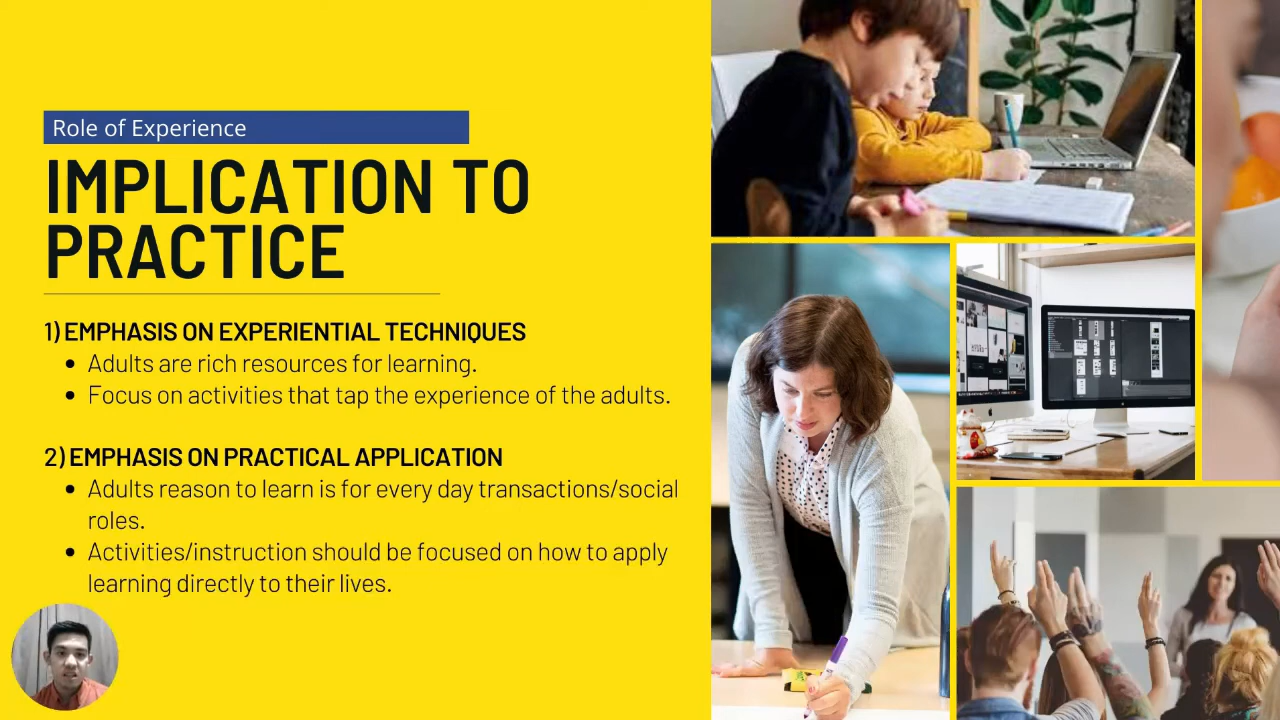 Role of Experience
IMPLICATION TO
PRACTICE
1) EMPHASIS ON EXPERIENTIAL TECHNIQUES
• Adults are rich resources for learning.
• Focus on activities that tap the experience of the adults.
2) EMPHASIS ON PRACTICAL APPLICATION
• Adults reason to learn is for every day transactions/social
roles.
• Activities/instruction should be focused on how to apply
learning directly to their lives.